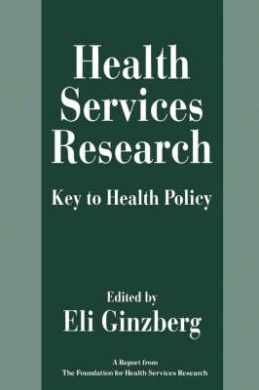 Health
Services
Research
Key to Health Policy
Edited by
Eli Ginzberg
A Report from
The Foundation for Health Services Research